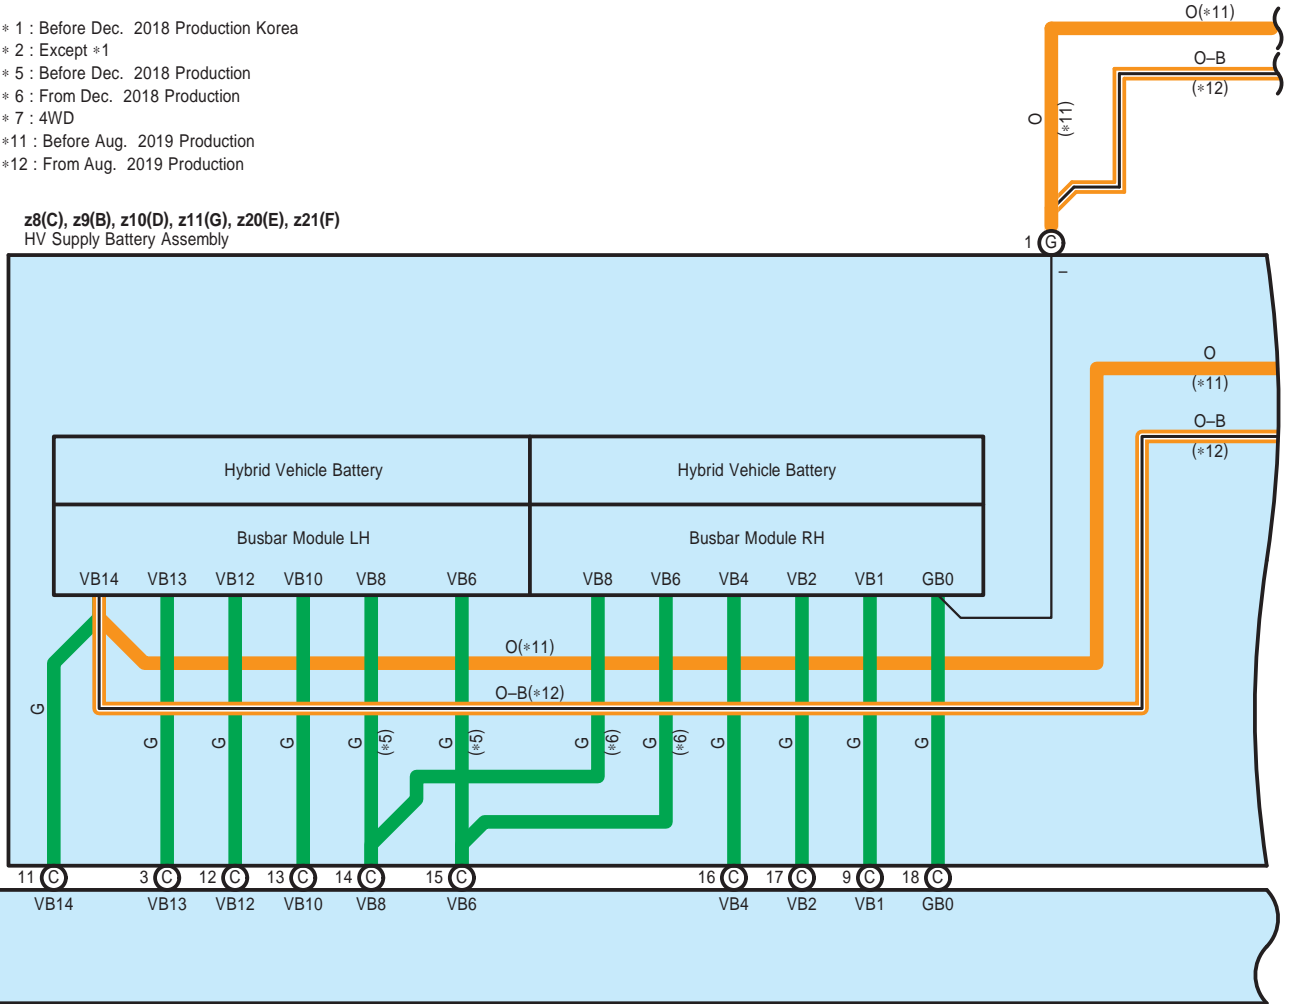 * 1 : Before Dec. 2018 Production Korea
* 2 : Except *1
* 5 : Before Dec. 2018 Production
* 6 : From Dec. 2018 Production
* 7 : 4WD
*11 : Before Aug. 2019 Production
*12 : From Aug. 2019 Production
O(*11)
O–B
(*12)
O
(*11)
z8(C), z9(B), z10(D), z11(G), z20(E), z21(F)
HV Supply Battery Assembly
1 G
–
O
(*11)
O–B
(*12)
Hybrid Vehicle Battery Hybrid Vehicle Battery
Busbar Module LH Busbar Module RH
VB14 VB13 VB12 VB10 VB8 VB6 VB8 VB6 VB4 VB2 VB1 GB0
O(*11)
O–B(*12)
G G G G G (*5) G (*5) G (*6) G (*6) G G G G
11 C 3 C 12 C 13 C 14 C 15 C 16 C 17 C 9 C 18 C
VB14 VB13 VB12 VB10 VB8 VB6 VB4 VB2 VB1 GB0